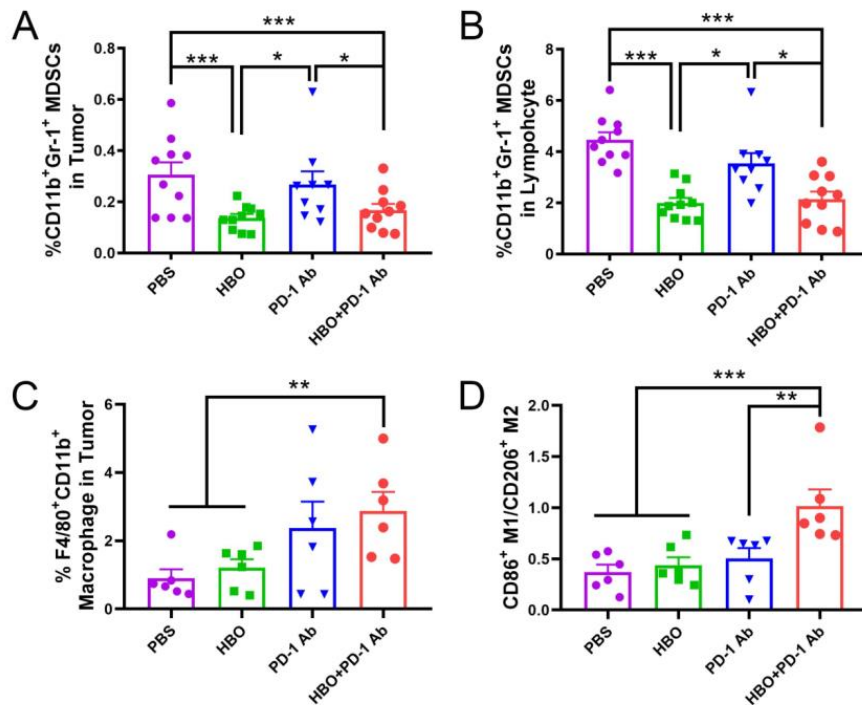 A
%CD11b⁺Gr-1⁺ MDSCs
in Tumor
0.8
0.6
0.4
0.2
0.0
***
***
*
*
PBS
HBO
PD-1 Ab
HBO+PD-1 Ab
B
%CD11b⁺Gr-1⁺ MDSCs
in Lympohcyte
8
6
4
2
0
***
***
*
*
PBS
HBO
PD-1 Ab
HBO+PD-1 Ab
C
% F4/80⁺CD11b⁺
Macrophage in Tumor
6
4
2
0
**
PBS
HBO
PD-1 Ab
HBO+PD-1 Ab
D
CD86⁺ M1/CD206⁺ M2
2.0
1.5
1.0
0.5
0.0
***
**
PBS
HBO
PD-1 Ab
HBO+PD-1 Ab